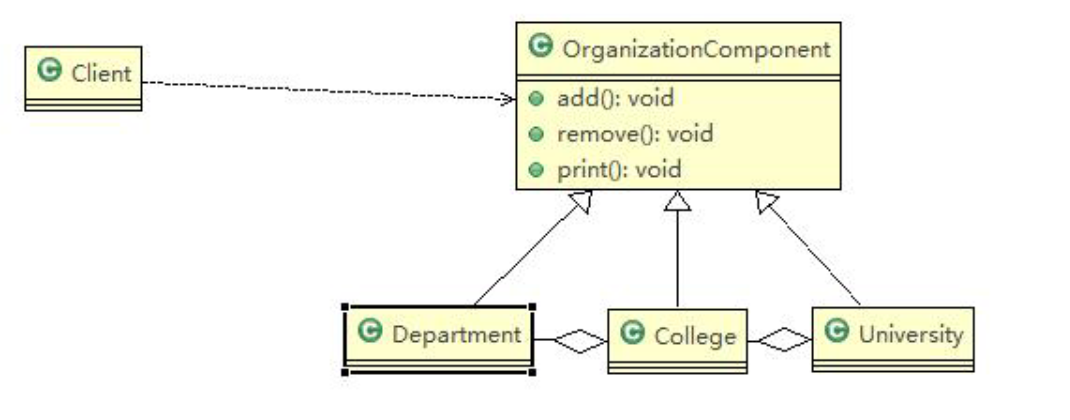 Client
OrganizationComponent
add(): void
remove(): void
print(): void
Department
College
University